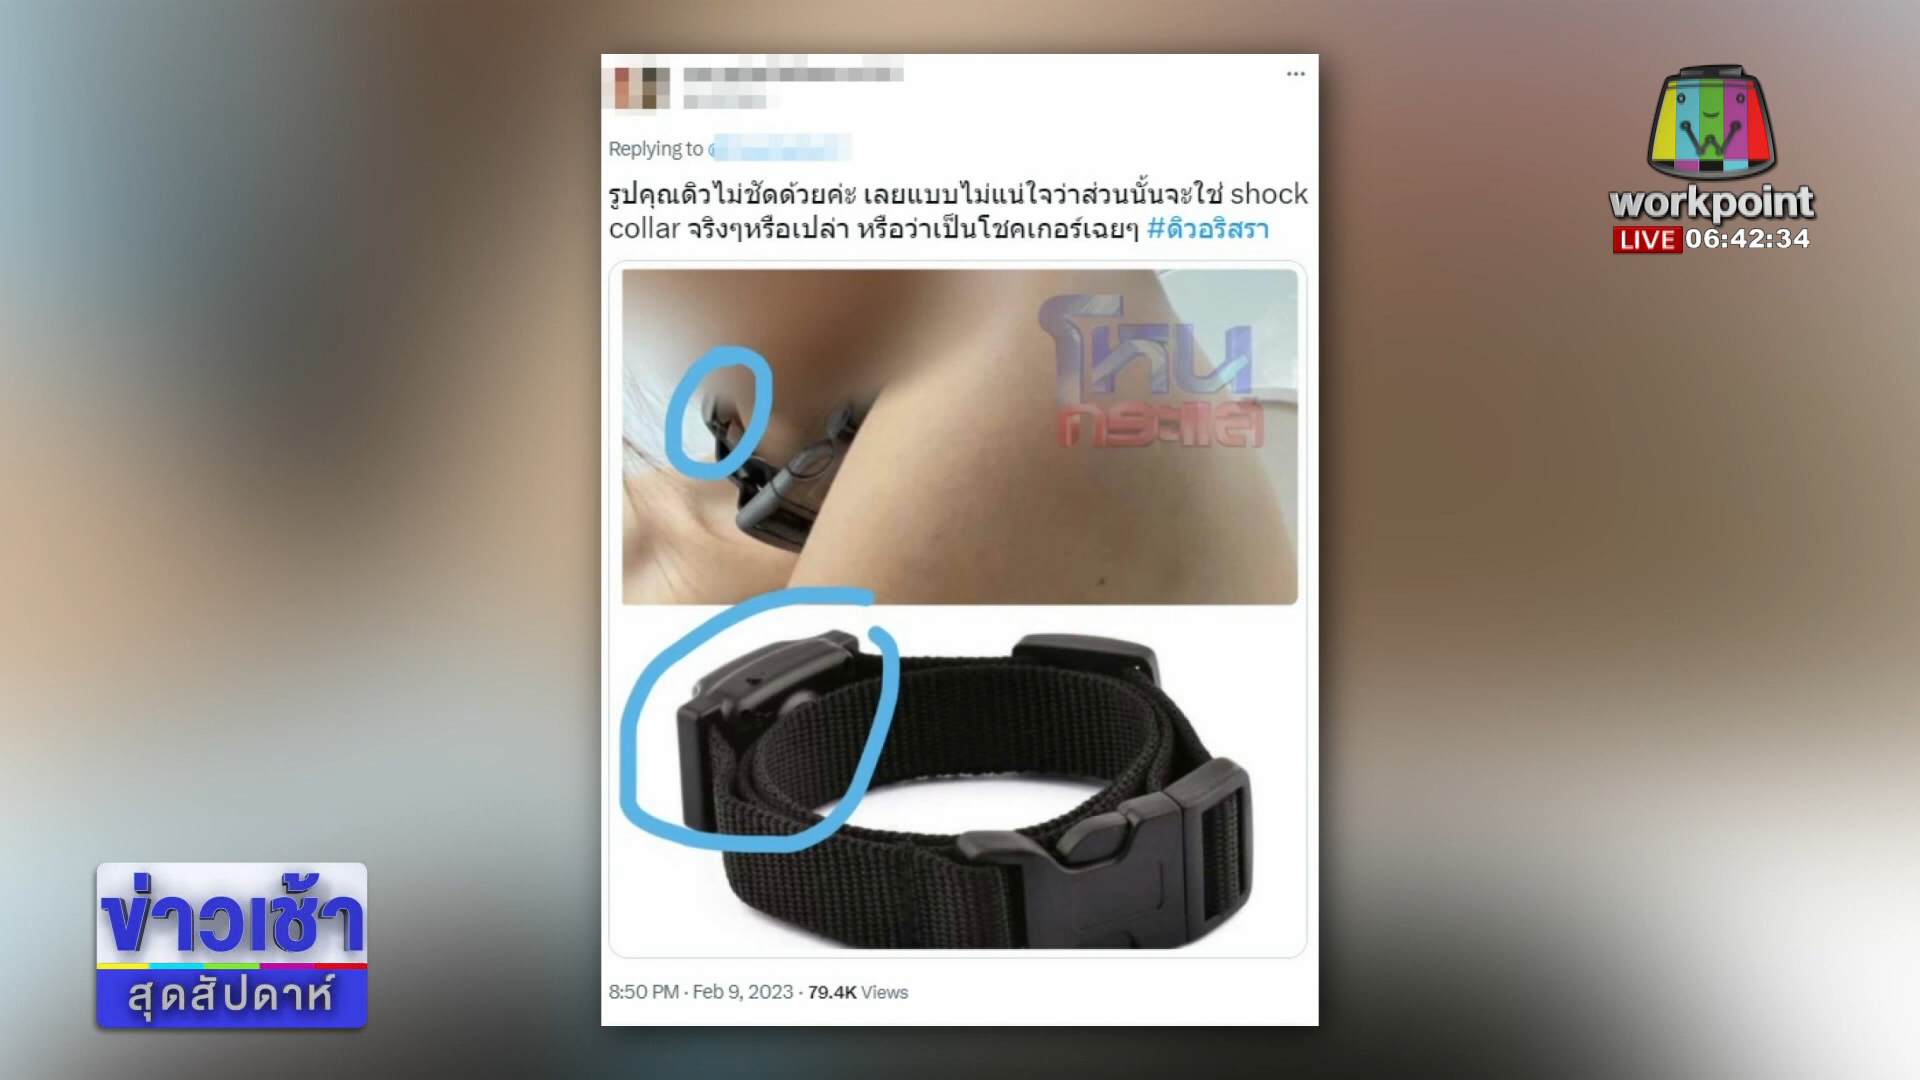 Replying to
รูปคุณดิวไม่ชัดด้วยค่ะ เลยแบบไม่แน่ใจว่าส่วนนั้นจะใช่ shock
collar จริงๆหรือเปล่า หรือว่าเป็นโชคเกอร์เฉยๆ #ดิวอริสรา
โหน
กระแส
8:50 PM · Feb 9, 2023 · 79.4K Views
workpoint
LIVE 06:42:34
ข่าวเช้า
สุดสัปดาห์